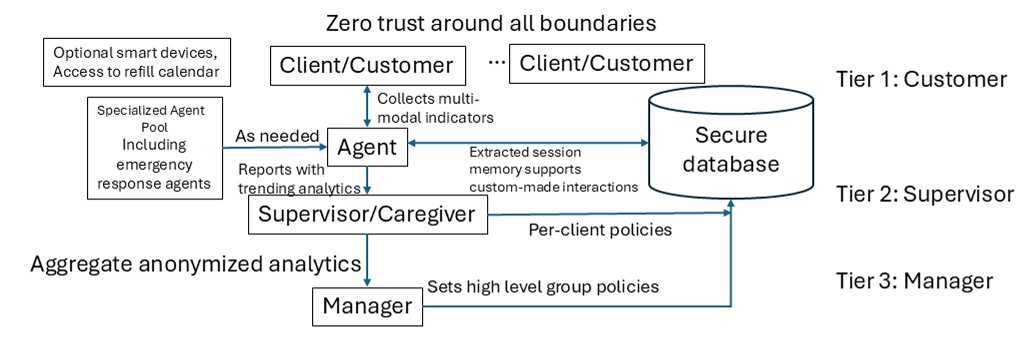 Zero trust around all boundaries
Optional smart devices,
Access to refill calendar
Client/Customer
...
Client/Customer
Tier 1: Customer
Specialized Agent
Pool
Including
emergency
response agents
As needed
Collects multi-
modal indicators
Agent
Secure
database
Extracted session
memory supports
custom-made interactions
Reports with
trending analytics
Tier 2: Supervisor
Supervisor/Caregiver
Per-client policies
Aggregate anonymized analytics
Tier 3: Manager
Manager
Sets high level group policies